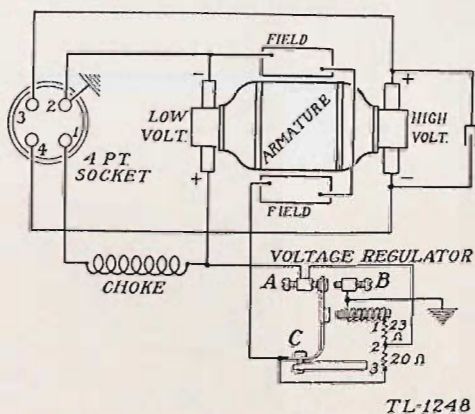 FIELD
3
2
4
1
4 PT.
SOCKET
-
LOW
VOLT.
+
ARMATURE
+
HIGH
VOLT.
-
FIELD
CHOKE
VOLTAGE REGULATOR
A
B
C
1
23
Ω
2
20 Ω
3
TL-1248